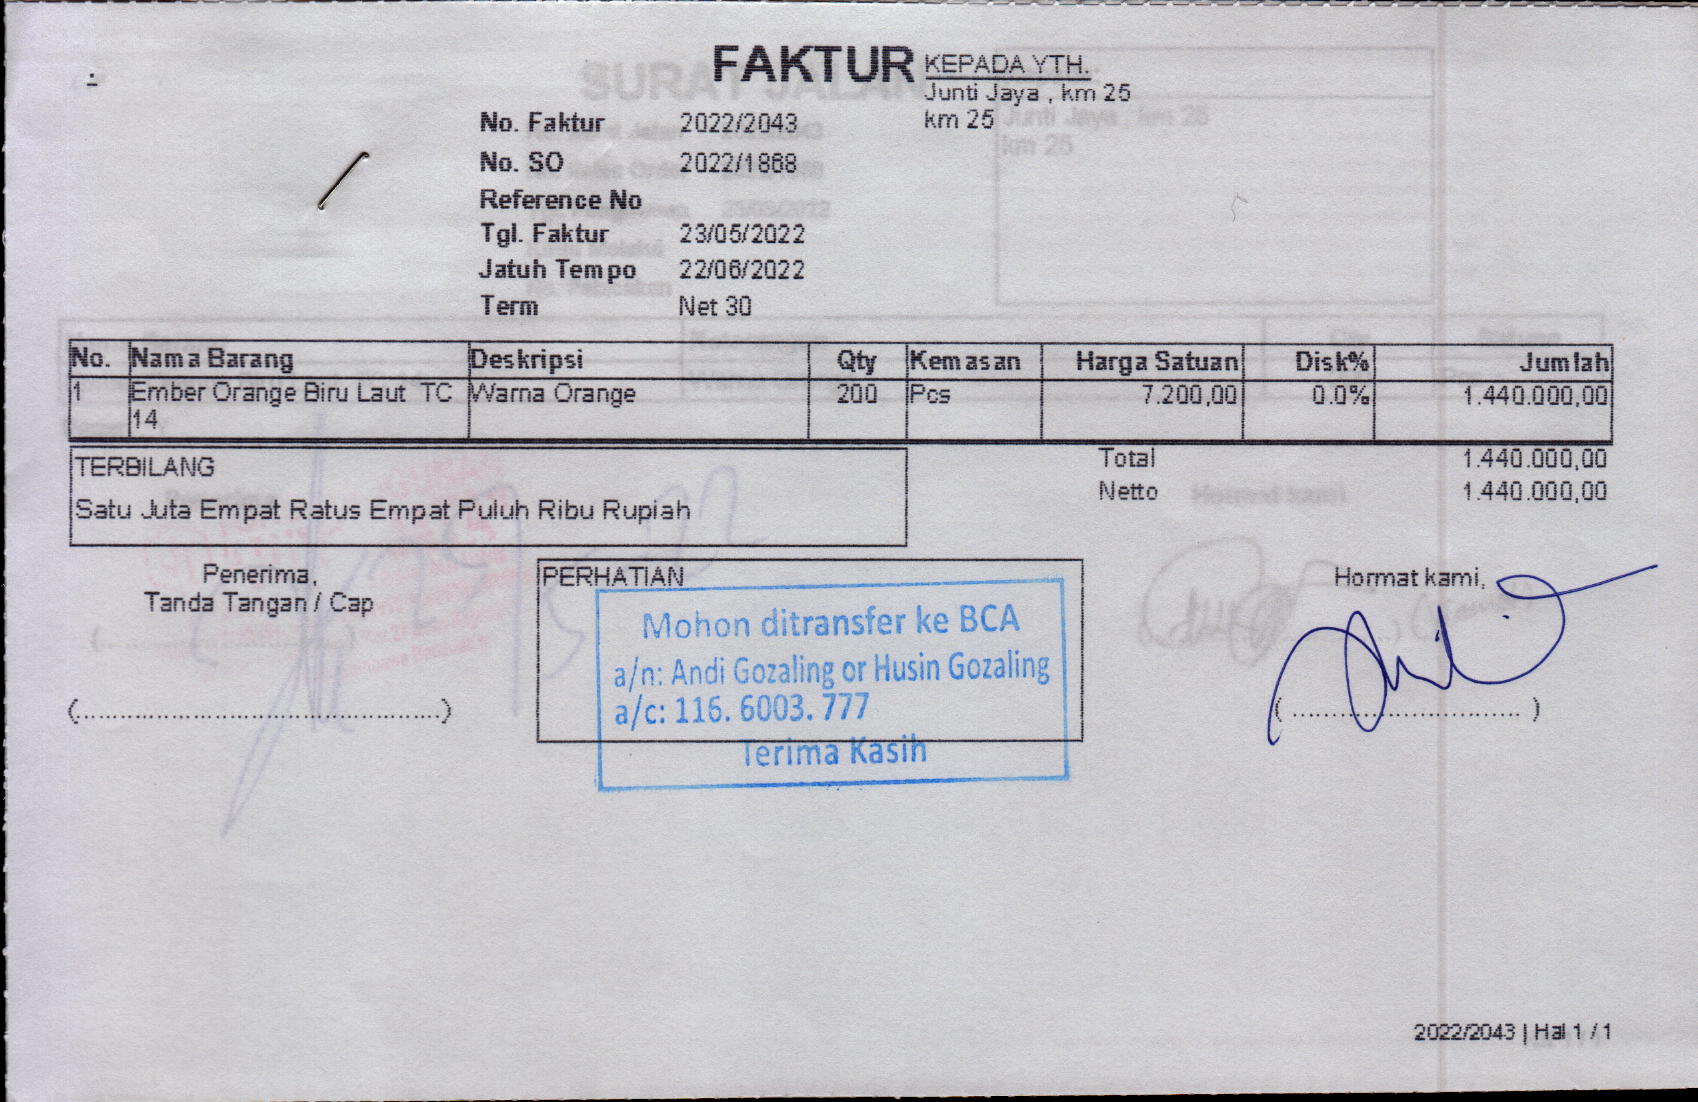 FAKTUR
KEPADA YTH.
Junti Jaya , km 25
km 25
No. Faktur 2022/2043
No. SO 2022/1868
Reference No
Tgl. Faktur 23/05/2022
Jatuh Tempo 22/06/2022
Term Net 30
No. Nama Barang Deskripsi Qty Kemasan Harga Satuan Disk% Jumlah
1 Ember Orange Biru Laut TC Warna Orange 200 Pcs 7.200,00 0.0% 1.440.000,00
14
Total 1.440.000,00
Netto 1.440.000,00
TERBILANG
Satu Juta Empat Ratus Empat Puluh Ribu Rupiah
Penerima,
Tanda Tangan / Cap
(................................................)
PERHATIAN
Mohon ditransfer ke BCA
a/n: Andi Gozaling or Husin Gozaling
a/c: 116. 6003. 777
Terima Kasih
Hormat kami,
( .............................. )
2022/2043 | Hal 1 / 1